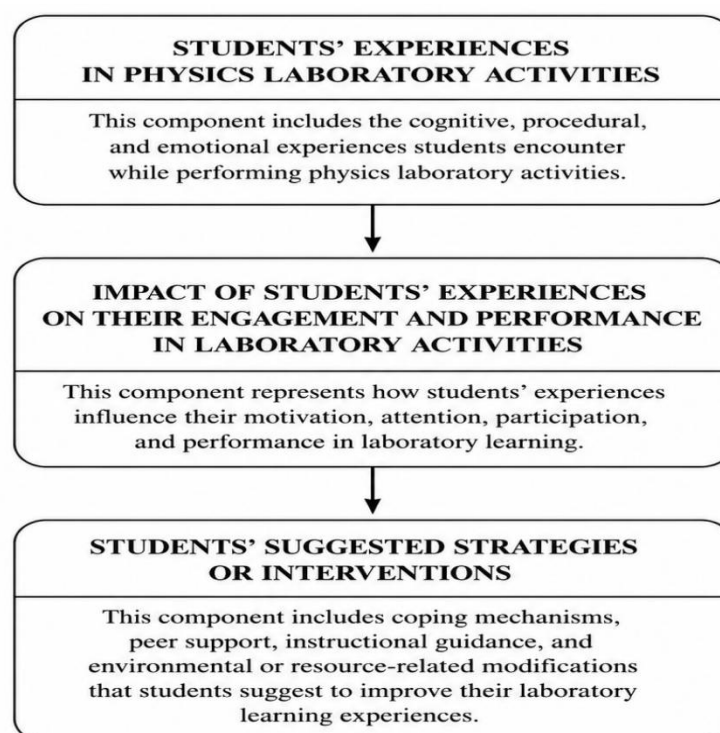 STUDENTS’ EXPERIENCES
IN PHYSICS LABORATORY ACTIVITIES
This component includes the cognitive, procedural,
and emotional experiences students encounter
while performing physics laboratory activities.
IMPACT OF STUDENTS’ EXPERIENCES
ON THEIR ENGAGEMENT AND PERFORMANCE
IN LABORATORY ACTIVITIES
This component represents how students’ experiences
influence their motivation, attention, participation,
and performance in laboratory learning.
STUDENTS’ SUGGESTED STRATEGIES
OR INTERVENTIONS
This component includes coping mechanisms,
peer support, instructional guidance, and
environmental or resource-related modifications
that students suggest to improve their laboratory
learning experiences.